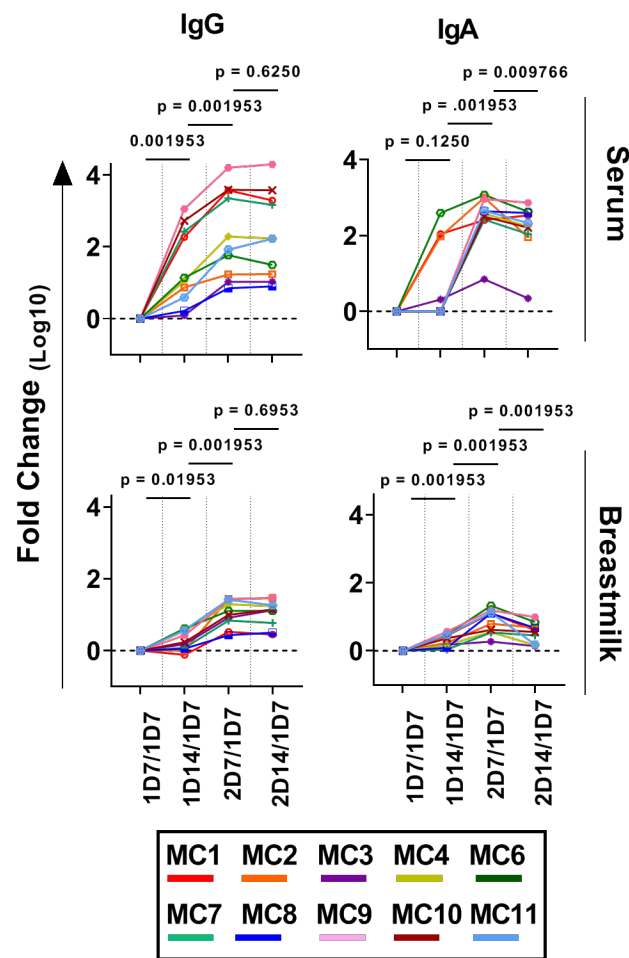 IgG IgA
p = 0.6250
p = 0.001953
0.001953
p = 0.009766
p = .001953
p = 0.1250
Serum
4
2
0
4
2
0
Fold Change (Log10)
p = 0.6953
p = 0.001953
p = 0.01953
p = 0.001953
p = 0.001953
p = 0.001953
Breastmilk
4
2
0
4
2
0
1D7/1D7
1D14/1D7
2D7/1D7
2D14/1D7
1D7/1D7
1D14/1D7
2D7/1D7
2D14/1D7
MC1 MC2 MC3 MC4 MC6
MC7 MC8 MC9 MC10 MC11